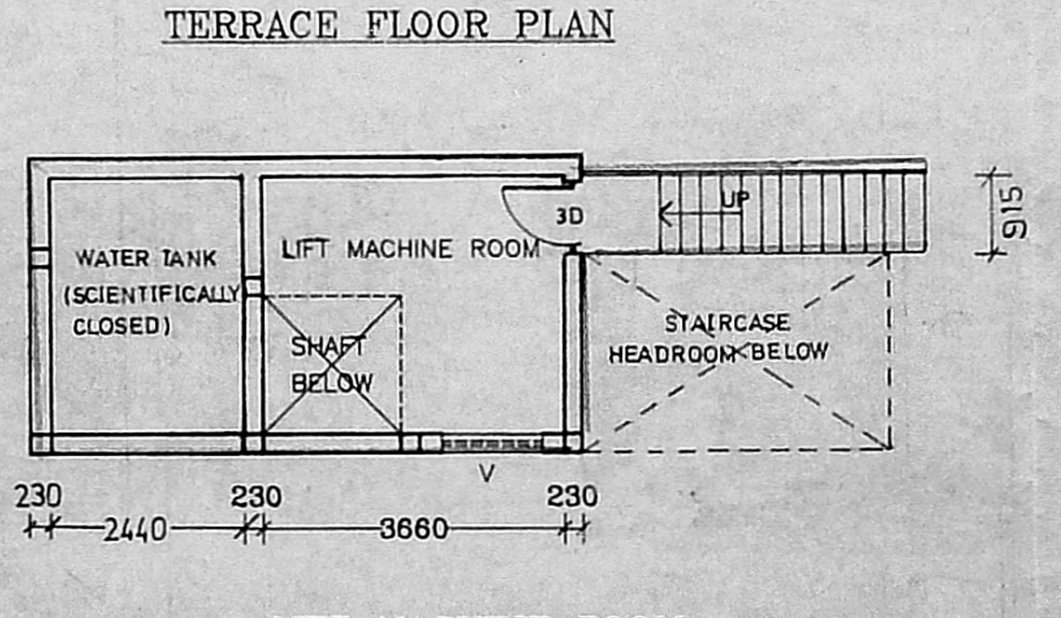 TERRACE FLOOR PLAN
3D
UP
915
WATER TANK
(SCIENTIFICALLY
CLOSED)
LIFT MACHINE ROOM
SHAFT
BELOW
STAIRCASE
HEADROOM BELOW
V
230
230
230
2440
3660